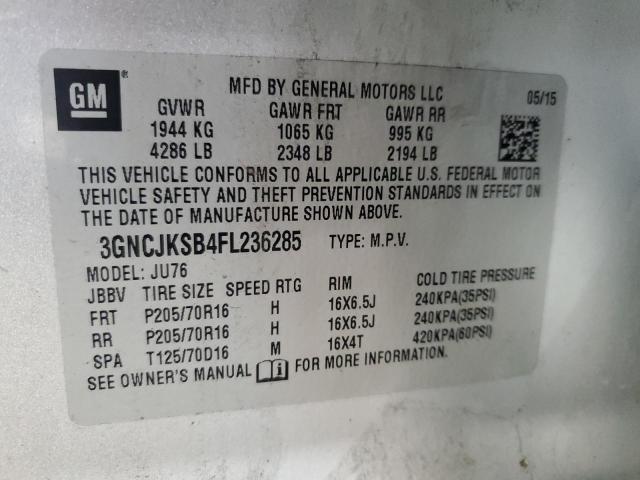 GM®
MFD BY GENERAL MOTORS LLC 05/15
GVWR GAWR FRT GAWR RR
1944 KG 1065 KG 995 KG
4286 LB 2348 LB 2194 LB
THIS VEHICLE CONFORMS TO ALL APPLICABLE U.S. FEDERAL MOTOR
VEHICLE SAFETY AND THEFT PREVENTION STANDARDS IN EFFECT ON
THE DATE OF MANUFACTURE SHOWN ABOVE.
3GNCJKSB4FL236285 TYPE: M.P.V.
MODEL: JU76
JBBV TIRE SIZE SPEED RTG RIM COLD TIRE PRESSURE
FRT P205/70R16 H 16X6.5J 240KPA(35PSI)
RR P205/70R16 H 16X6.5J 240KPA(35PSI)
SPA T125/70D16 M 16X4T 420KPA(60PSI)
SEE OWNER'S MANUAL i FOR MORE INFORMATION.